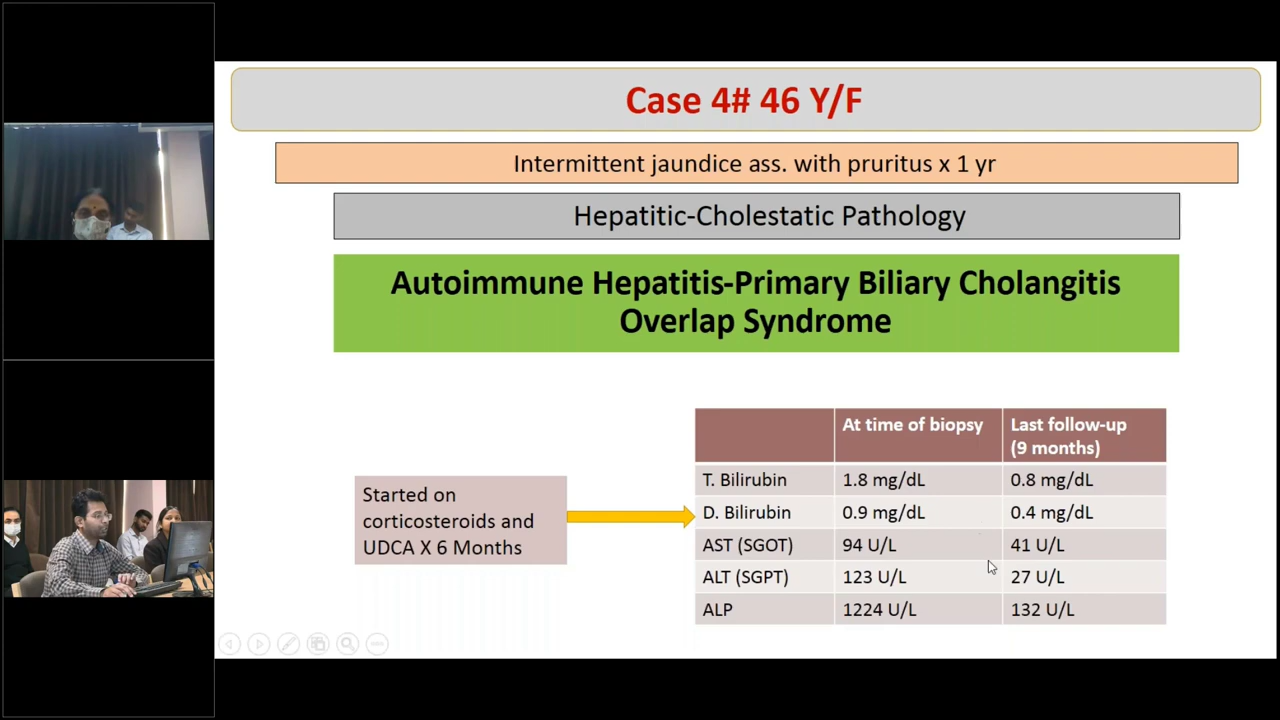 Case 4# 46 Y/F
Intermittent jaundice ass. with pruritus x 1 yr
Hepatitic-Cholestatic Pathology
Autoimmune Hepatitis-Primary Biliary Cholangitis
Overlap Syndrome
Started on
corticosteroids and
UDCA X 6 Months
At time of biopsy
Last follow-up
(9 months)
T. Bilirubin 1.8 mg/dL 0.8 mg/dL
D. Bilirubin 0.9 mg/dL 0.4 mg/dL
AST (SGOT) 94 U/L 41 U/L
ALT (SGPT) 123 U/L 27 U/L
ALP 1224 U/L 132 U/L